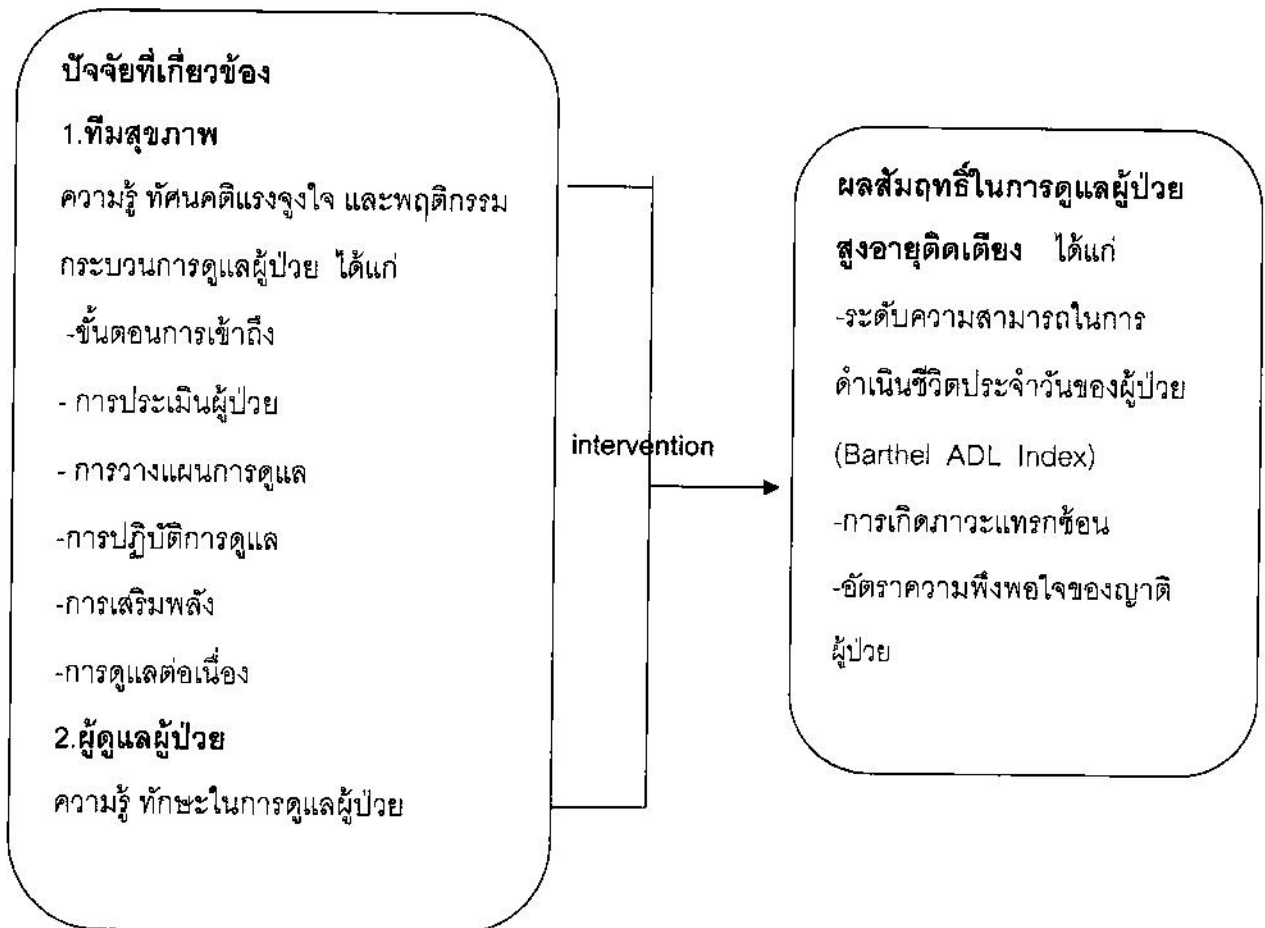 ปัจจัยที่เกี่ยวข้อง
1.ทีมสุขภาพ
ความรู้ ทัศนคติแรงจูงใจ และพฤติกรรม
กระบวนการดูแลผู้ป่วย ได้แก่
-ขั้นตอนการเข้าถึง
- การประเมินผู้ป่วย
- การวางแผนการดูแล
-การปฏิบัติการดูแล
-การเสริมพลัง
-การดูแลต่อเนื่อง
2.ผู้ดูแลผู้ป่วย
ความรู้ ทักษะในการดูแลผู้ป่วย
intervention
ผลสัมฤทธิ์ในการดูแลผู้ป่วย
สูงอายุติดเตียง ได้แก่
-ระดับความสามารถในการ
ดำเนินชีวิตประจำวันของผู้ป่วย
(Barthel ADL Index)
-การเกิดภาวะแทรกซ้อน
-อัตราความพึงพอใจของญาติ
ผู้ป่วย